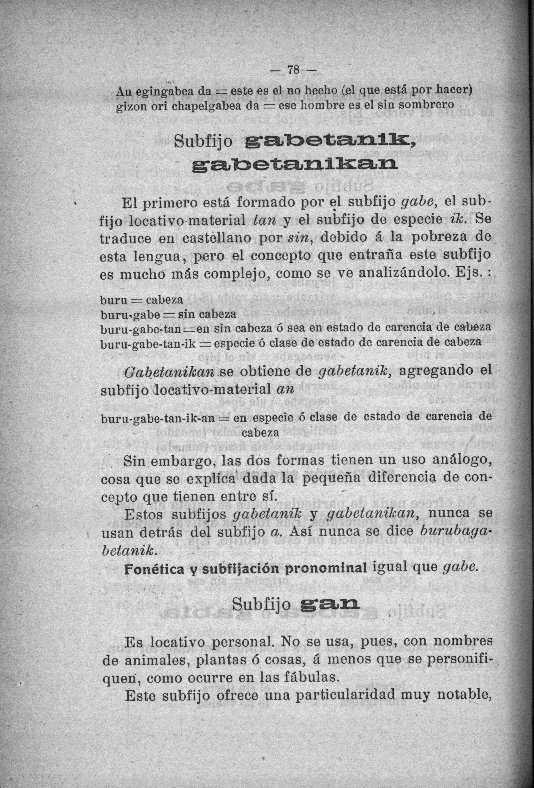 — 78 —
Au egingabea da = este es el no hecho (el que está por hacer)
gizon ori chapelgabea da = ese hombre es el sin sombrero
Subfijo gabetanik,
gabetanikan
El primero está formado por el subfijo gabe, el sub-
fijo locativo-material tan y el subfijo de especie ik. Se
traduce en castellano por sin, debido á la pobreza de
esta lengua, pero el concepto que entraña este subfijo
es mucho más complejo, como se ve analizándolo. Ejs. :
buru = cabeza
buru-gabe = sin cabeza
buru-gabe-tan = en sin cabeza ó sea en estado de carencia de cabeza
buru-gabe-tan-ik = especie ó clase de estado de carencia de cabeza
Gabetanikan se obtiene de gabetanik, agregando el
subfijo locativo-material an
buru-gabe-tan-ik-an = en especie ó clase de estado de carencia de
cabeza
Sin embargo, las dos formas tienen un uso análogo,
cosa que se explica dada la pequeña diferencia de con-
cepto que tienen entre sí.
Estos subfijos gabetanik y gabetanikan, nunca se
usan detrás del subfijo a. Así nunca se dice burubaga-
betanik.
Fonética y subfijación pronominal igual que gabe.
Subfijo gan
Es locativo personal. No se usa, pues, con nombres
de animales, plantas ó cosas, á menos que se personifi-
quen, como ocurre en las fábulas.
Este subfijo ofrece una particularidad muy notable,